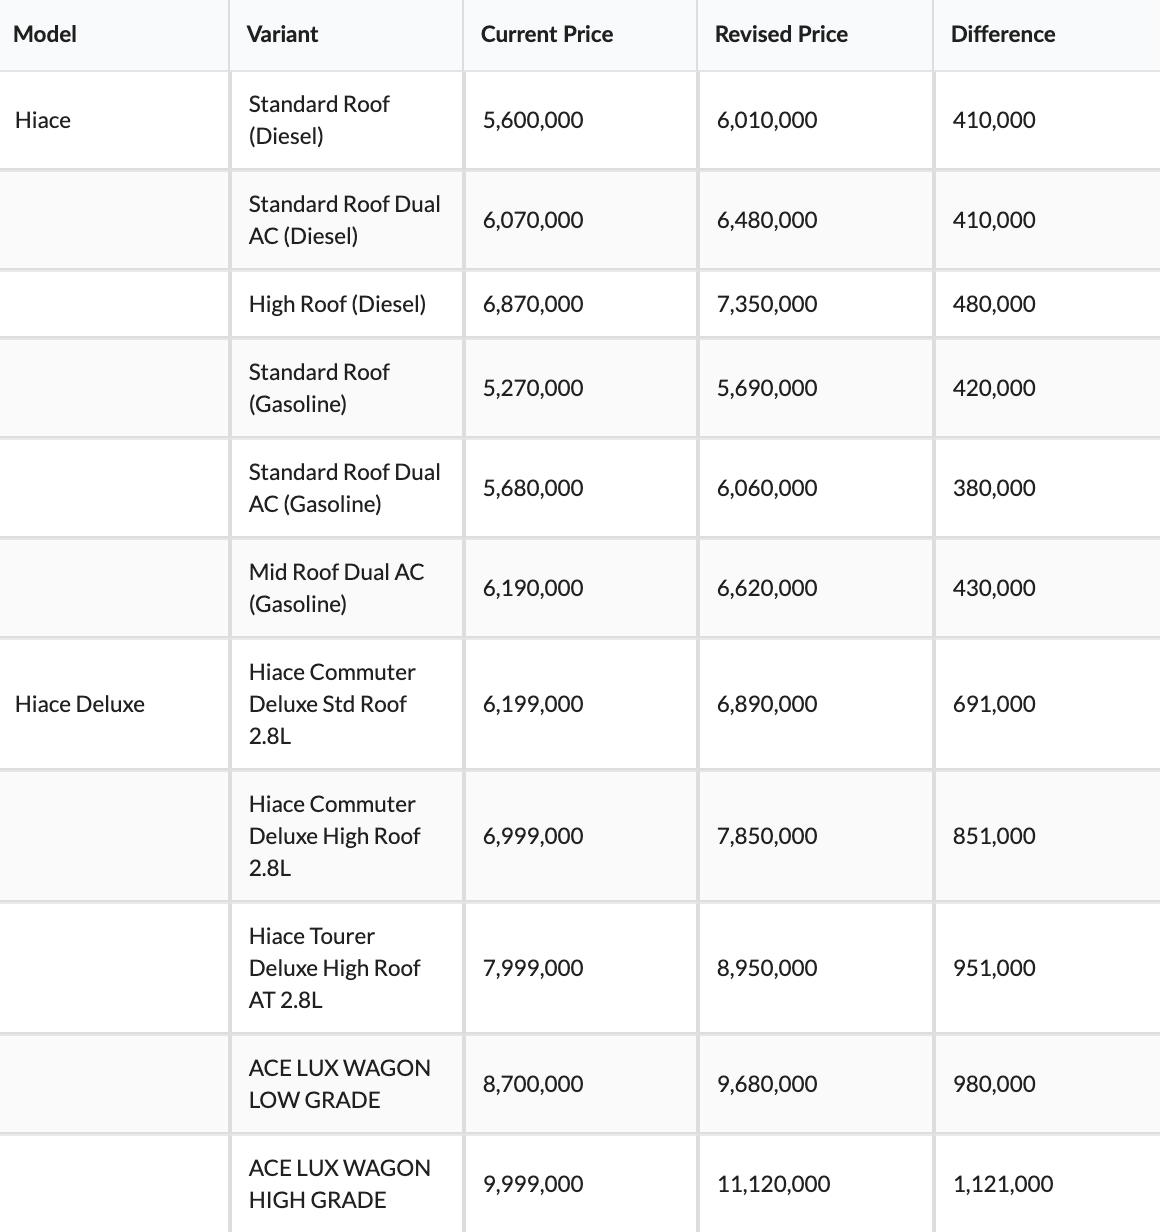 Model Variant Current Price Revised Price Difference
Hiace Standard Roof (Diesel) 5,600,000 6,010,000 410,000
Standard Roof Dual AC (Diesel) 6,070,000 6,480,000 410,000
High Roof (Diesel) 6,870,000 7,350,000 480,000
Standard Roof (Gasoline) 5,270,000 5,690,000 420,000
Standard Roof Dual AC (Gasoline) 5,680,000 6,060,000 380,000
Mid Roof Dual AC (Gasoline) 6,190,000 6,620,000 430,000
Hiace Deluxe Hiace Commuter Deluxe Std Roof 2.8L 6,199,000 6,890,000 691,000
Hiace Commuter Deluxe High Roof 2.8L 6,999,000 7,850,000 851,000
Hiace Tourer Deluxe High Roof AT 2.8L 7,999,000 8,950,000 951,000
ACE LUX WAGON LOW GRADE 8,700,000 9,680,000 980,000
ACE LUX WAGON HIGH GRADE 9,999,000 11,120,000 1,121,000